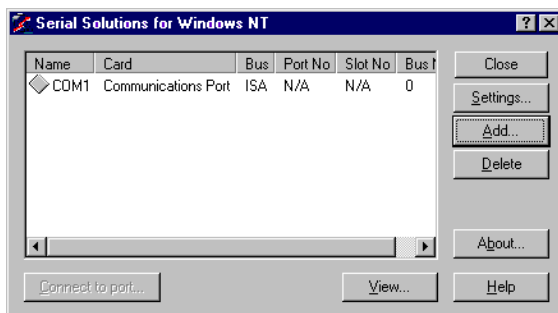 Serial Solutions for Windows NT
Name Card Bus Port No Slot No Bus
COM1 Communications Port ISA N/A N/A 0
Close
Settings...
Add...
Delete
About...
Connect to port... View... Help